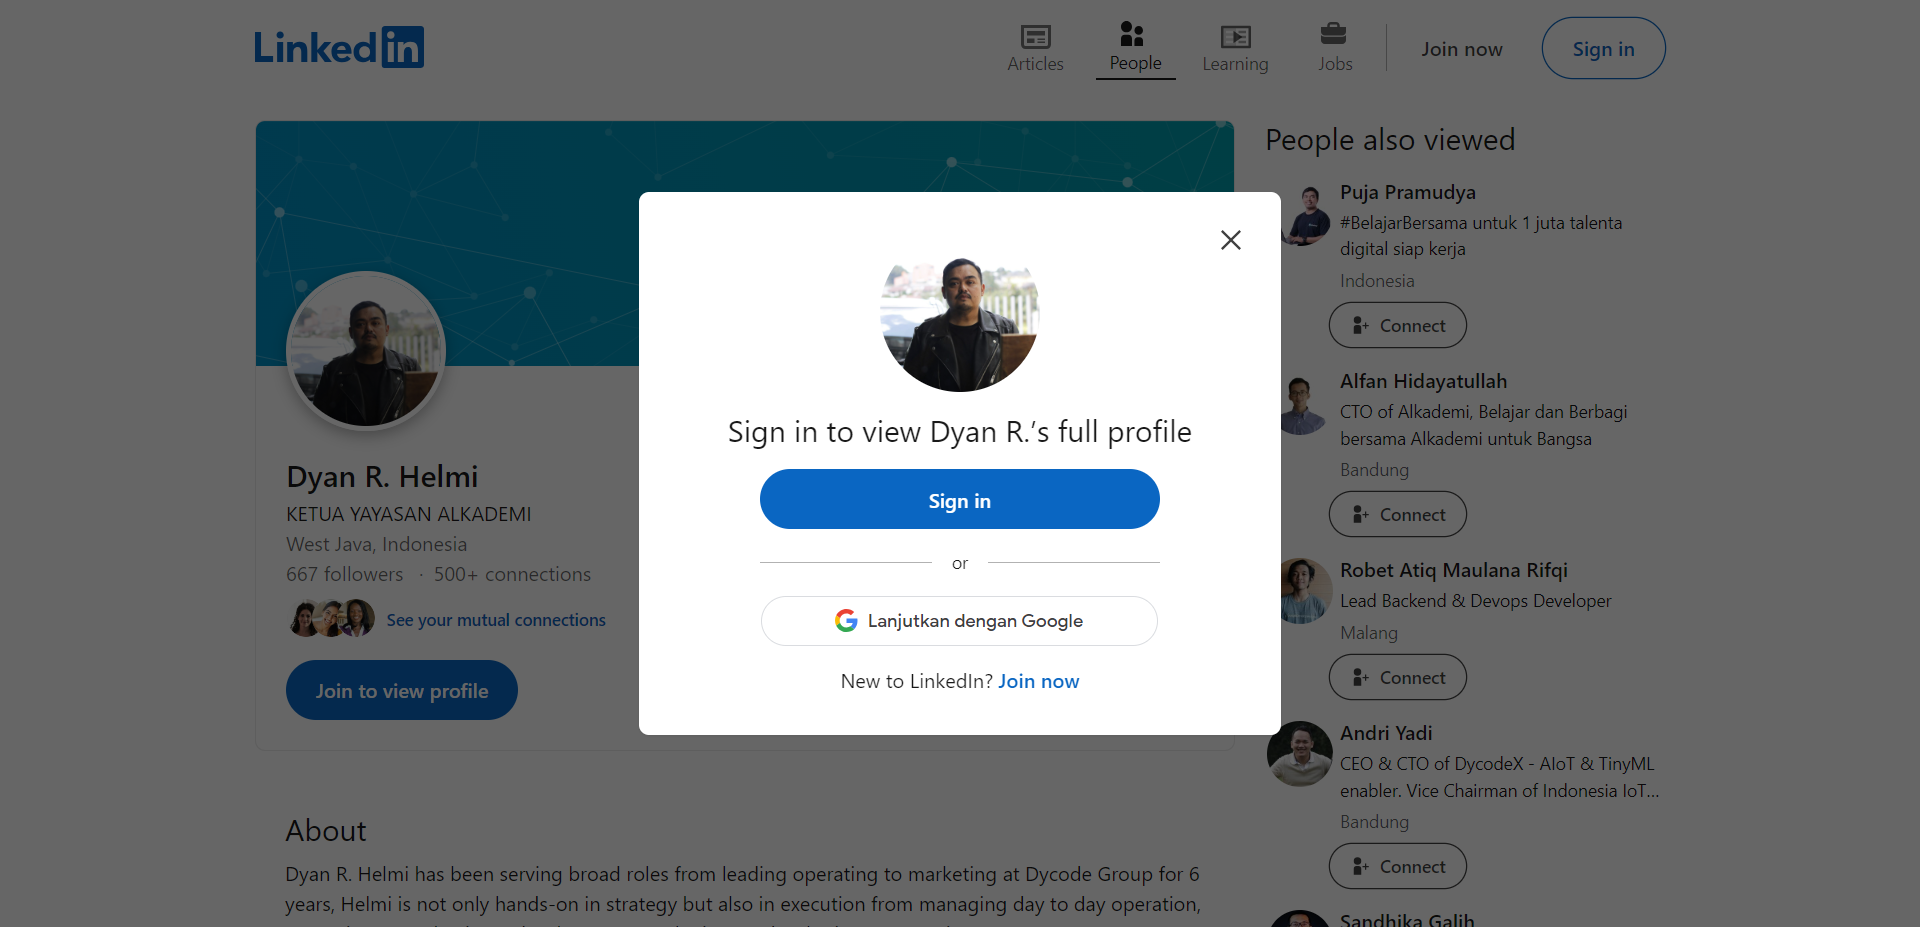 Linked in
Articles
People
Learning
Jobs
Join now
Sign in
Sign in to view Dyan R.’s full profile
Sign in
or
Lanjutkan dengan Google
New to LinkedIn? Join now
Dyan R. Helmi
KETUA YAYASAN ALKADEMI
West Java, Indonesia
667 followers · 500+ connections
See your mutual connections
Join to view profile
About
Dyan R. Helmi has been serving broad roles from leading operating to marketing at Dycode Group for 6
years, Helmi is not only hands-on in strategy but also in execution from managing day to day operation,
People also viewed
Puja Pramudya
#BelajarBersama untuk 1 juta talenta
digital siap kerja
Indonesia
Connect
Alfan Hidayatullah
CTO of Alkademi, Belajar dan Berbagi
bersama Alkademi untuk Bangsa
Bandung
Connect
Robet Atiq Maulana Rifqi
Lead Backend & Devops Developer
Malang
Connect
Andri Yadi
CEO & CTO of DycodeX - AIoT & TinyML
enabler. Vice Chairman of Indonesia IoT...
Bandung
Connect
Sandhika Galih